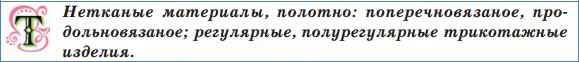 Т
Нетканые материалы, полотно: поперечновязаное, про-
дольновязаное; регулярные, полурегулярные трикотажные
изделия.